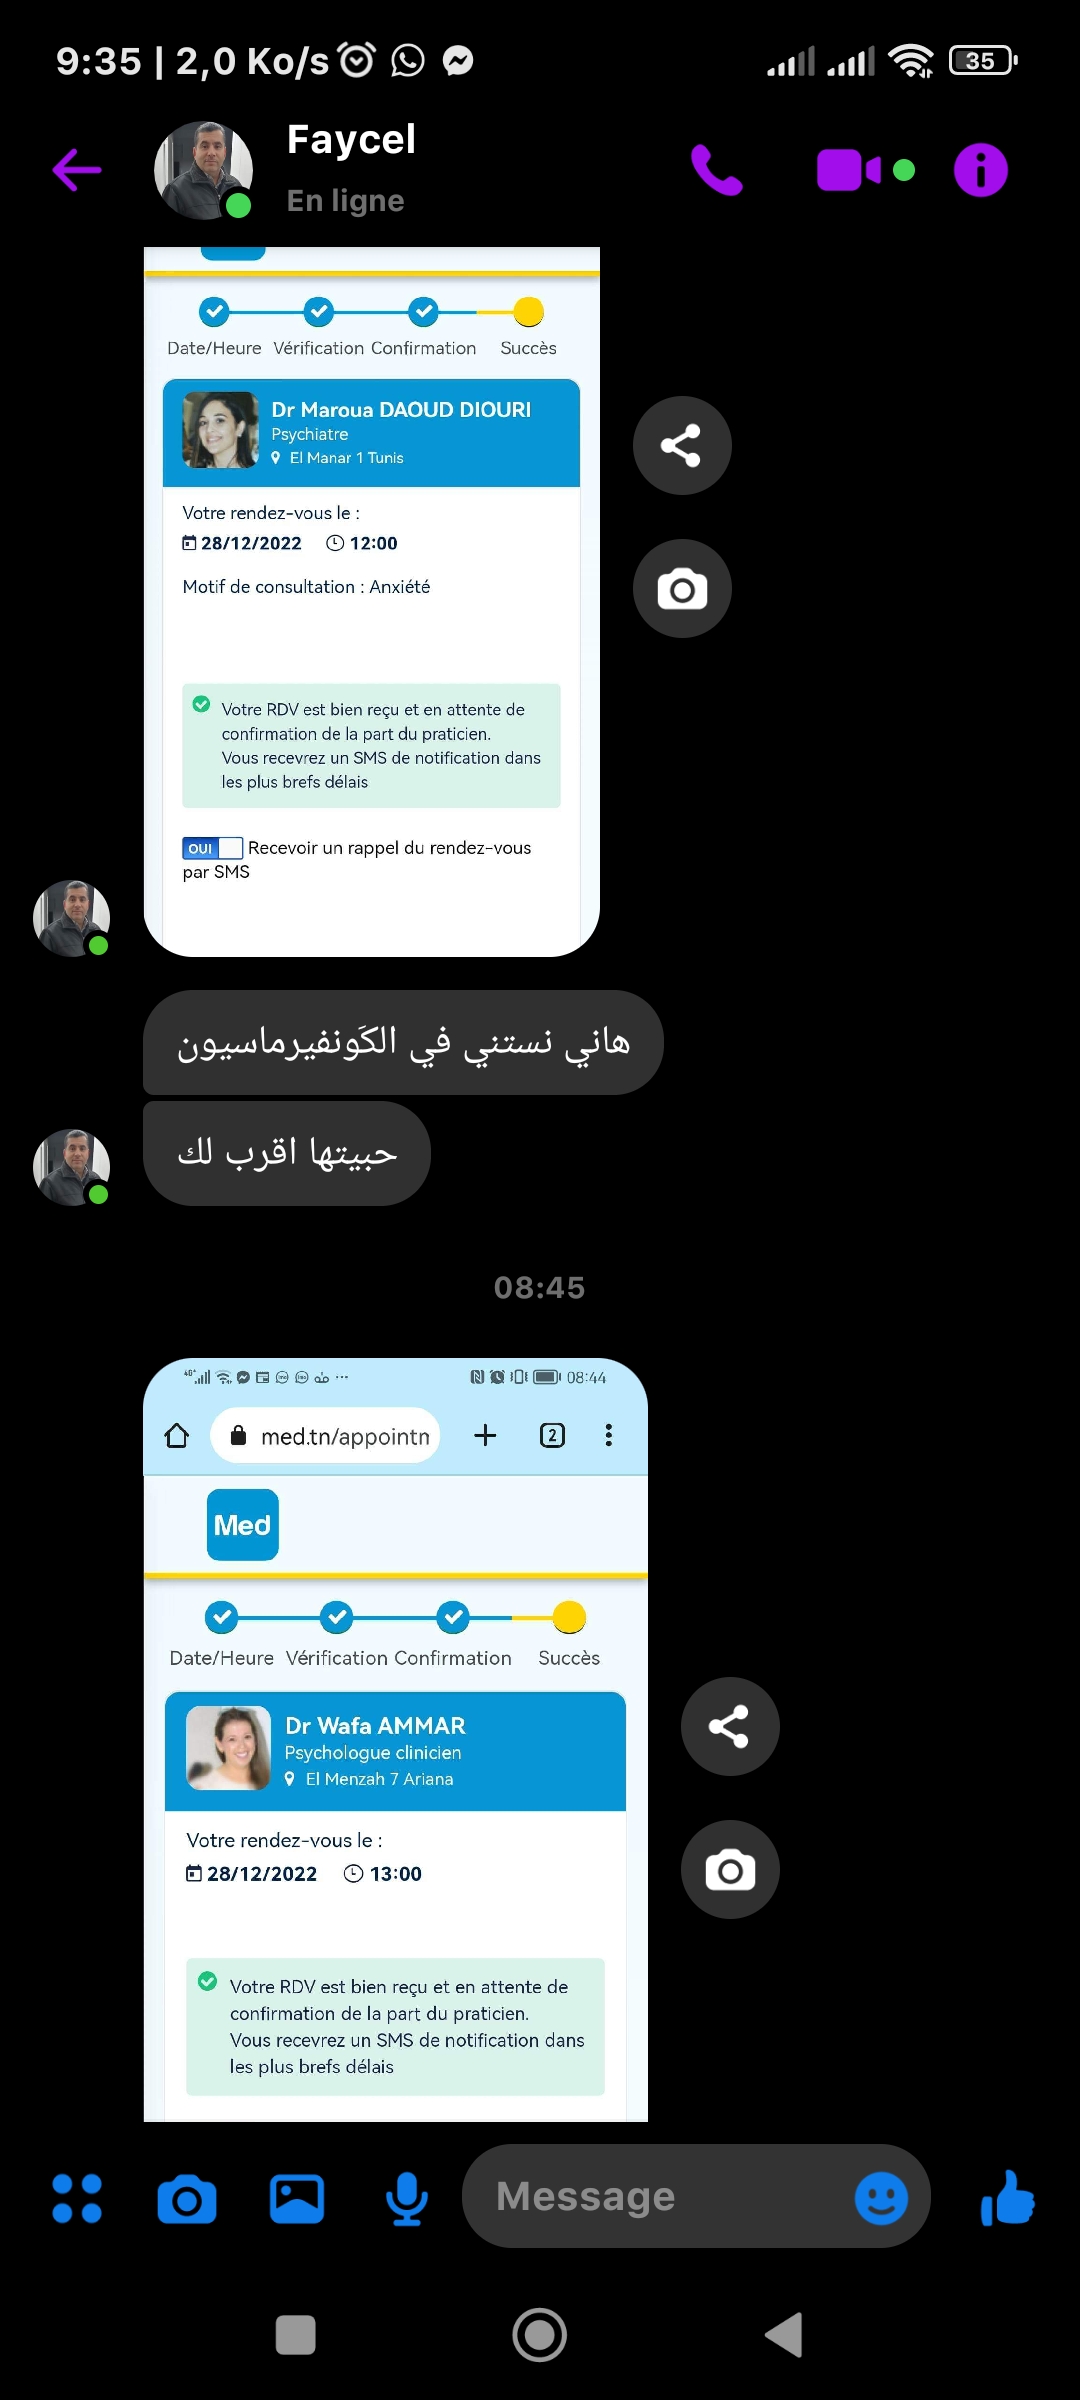 9:35 | 2,0 Ko/s
35
Faycel
En ligne
Date/Heure Vérification Confirmation Succès
Dr Maroua DAOUD DIOURI
Psychiatre
El Manar 1 Tunis
Votre rendez-vous le :
28/12/2022 12:00
Motif de consultation : Anxiété
Votre RDV est bien reçu et en attente de
confirmation de la part du praticien.
Vous recevrez un SMS de notification dans
les plus brefs délais
OUI Recevoir un rappel du rendez-vous
par SMS
هاني نستني في الكَونفيرماسيون
حبيتها اقرب لك
08:45
08:44
med.tn/appointn
2
Med
Date/Heure Vérification Confirmation Succès
Dr Wafa AMMAR
Psychologue clinicien
El Menzah 7 Ariana
Votre rendez-vous le :
28/12/2022 13:00
Votre RDV est bien reçu et en attente de
confirmation de la part du praticien.
Vous recevrez un SMS de notification dans
les plus brefs délais
Message